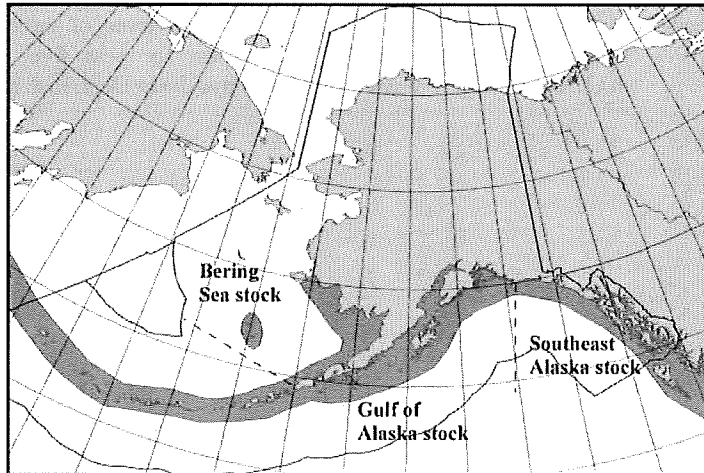 Bering
Sea stock
Southeast
Alaska stock
Gulf of
Alaska stock